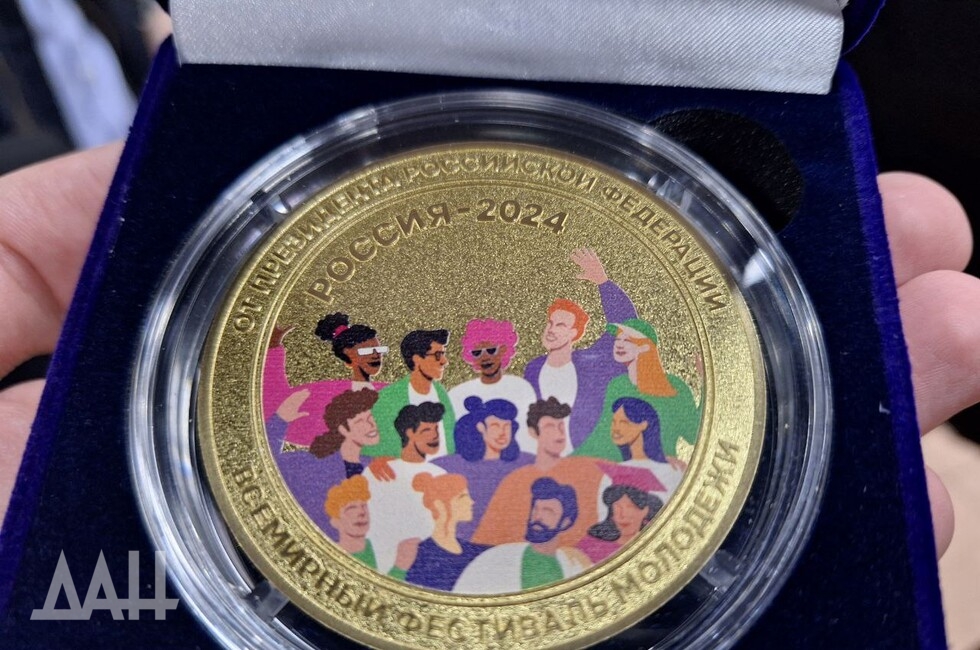 ОТ ПРЕЗИДЕНТА РОССИЙСКОЙ ФЕДЕРАЦИИ
РОССИЯ-2024
ВСЕМИРНЫЙ ФЕСТИВАЛЬ МОЛОДЕЖИ
ДАН